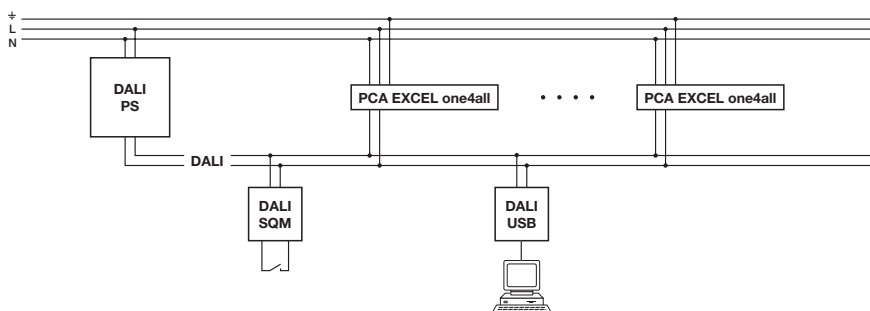 ⏚
L
N
DALI
PS
PCA EXCEL one4all
PCA EXCEL one4all
DALI
DALI
SQM
DALI
USB